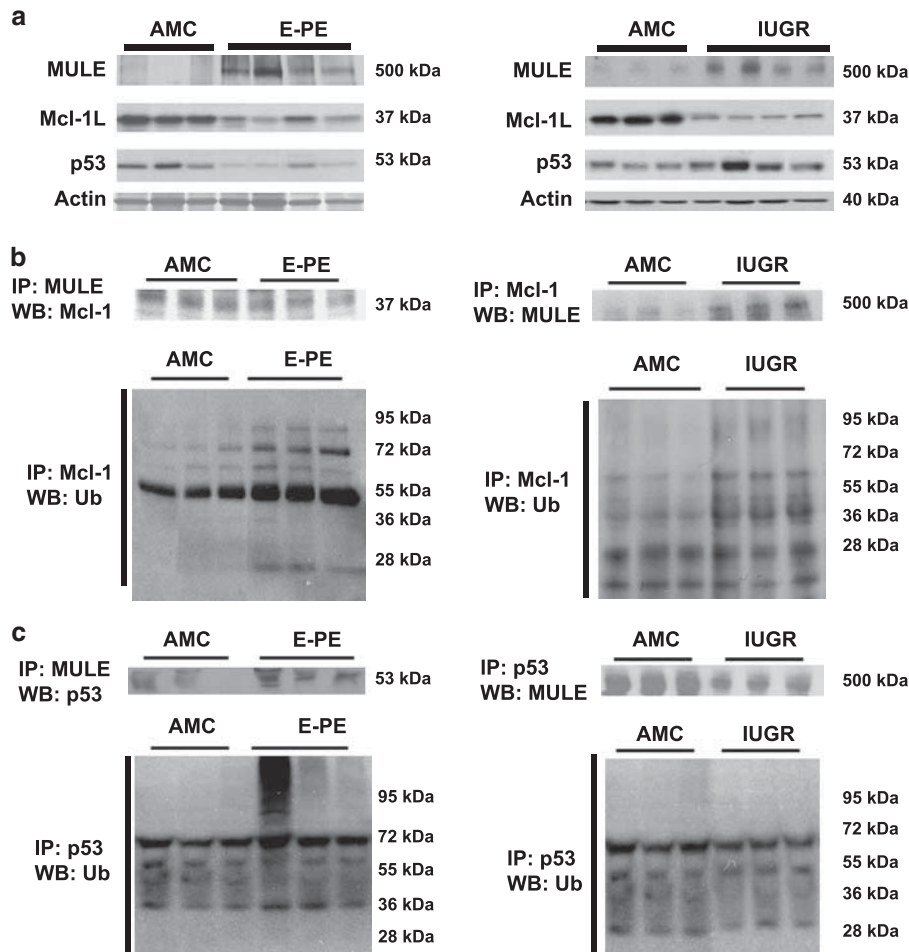 a
AMC E-PE
MULE 500 kDa
Mcl-1L 37 kDa
p53 53 kDa
Actin
AMC IUGR
MULE 500 kDa
Mcl-1L 37 kDa
p53 53 kDa
Actin 40 kDa
b
AMC E-PE
IP: MULE
WB: Mcl-1
37 kDa
AMC IUGR
IP: Mcl-1
WB: MULE
500 kDa
AMC E-PE
IP: Mcl-1
WB: Ub
95 kDa
72 kDa
55 kDa
36 kDa
28 kDa
AMC IUGR
IP: Mcl-1
WB: Ub
95 kDa
72 kDa
55 kDa
36 kDa
28 kDa
c
AMC E-PE
IP: MULE
WB: p53
53 kDa
AMC IUGR
IP: p53
WB: MULE
500 kDa
AMC E-PE
IP: p53
WB: Ub
95 kDa
72 kDa
55 kDa
36 kDa
28 kDa
AMC IUGR
IP: p53
WB: Ub
95 kDa
72 kDa
55 kDa
36 kDa
28 kDa